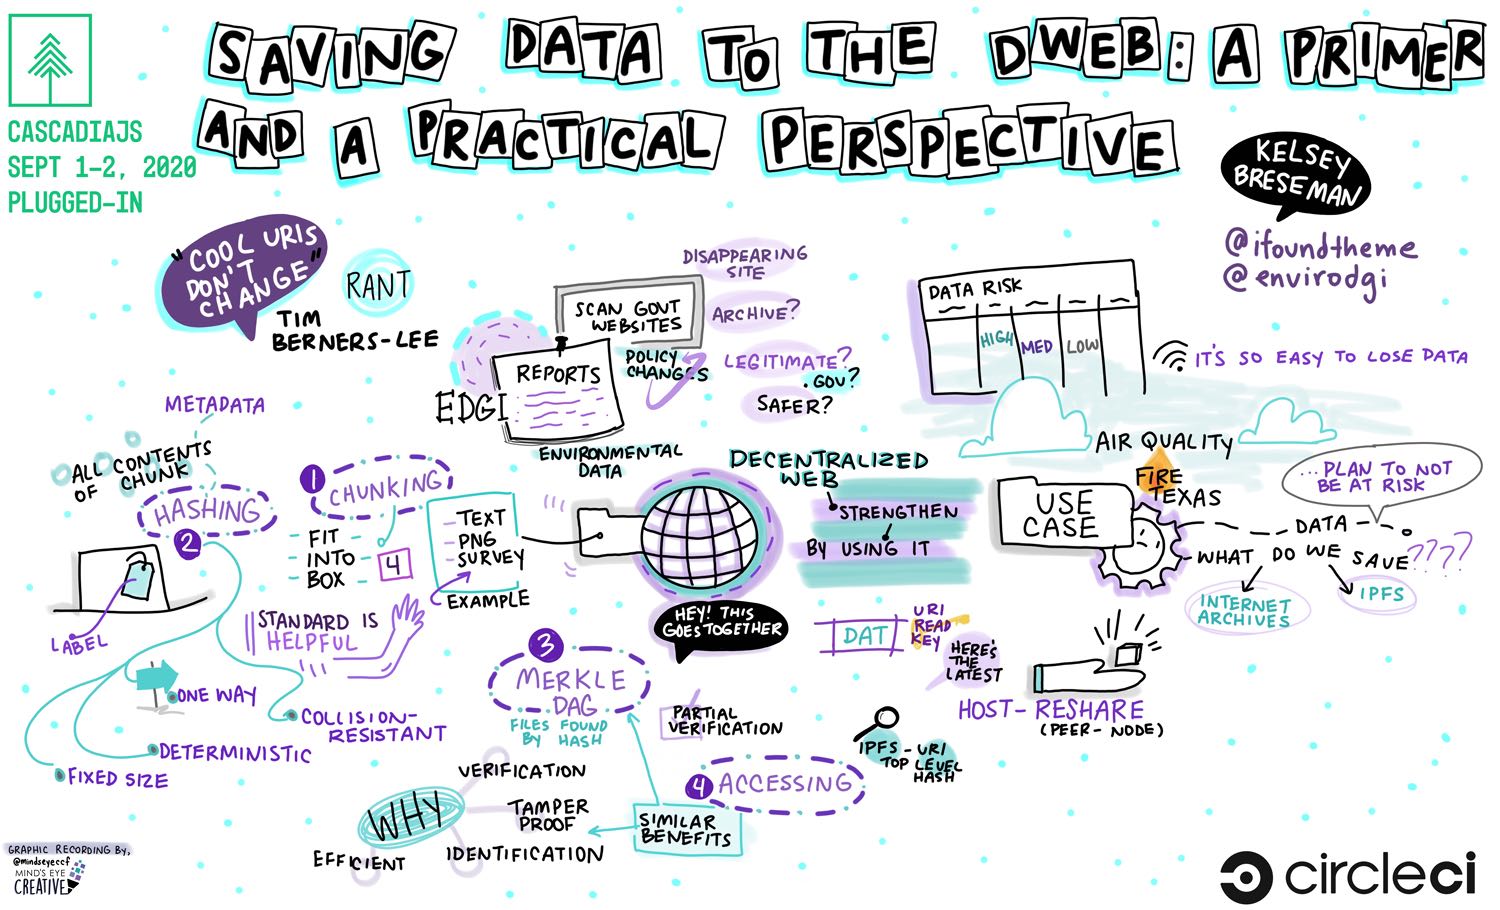 SAVING DATA TO THE DWEB: A PRIMER
AND A PRACTICAL PERSPECTIVE
CASCADIAJS
SEPT 1-2, 2020
PLUGGED-IN
KELSEY
BRESEMAN
@ifoundtheme
@envirodgi
"COOL URIS
DON'T
CHANGE"
RANT
TIM
BERNERS-LEE
SCAN GOVT
WEBSITES
REPORTS
EDGI
POLICY
CHANGES
ENVIRONMENTAL
DATA
DISAPPEARING
SITE
ARCHIVE?
LEGITIMATE?
.GOV?
SAFER?
DATA RISK
HIGH
MED
LOW
IT'S SO EASY TO LOSE DATA
AIR QUALITY
FIRE
TEXAS
USE
CASE
...PLAN TO NOT
BE AT RISK
DATA
WHAT DO WE SAVE????
INTERNET
ARCHIVES
IPFS
METADATA
ALL CONTENTS
OF CHUNK
HASHING
2
LABEL
ONE WAY
COLLISION-
RESISTANT
DETERMINISTIC
FIXED SIZE
1
CHUNKING
FIT
INTO
BOX
4
TEXT
PNG
SURVEY
EXAMPLE
STANDARD IS
HELPFUL
DECENTRALIZED
WEB
STRENGTHEN
BY USING IT
HEY! THIS
GOES TOGETHER
3
MERKLE
DAG
FILES FOUND
BY HASH
PARTIAL
VERIFICATION
WHY
VERIFICATION
TAMPER
PROOF
IDENTIFICATION
EFFICIENT
SIMILAR
BENEFITS
4
ACCESSING
DAT
URI
READ
KEY
HERE'S
THE
LATEST
IPFS - URI
TOP LEVEL
HASH
HOST-RESHARE
(PEER-NODE)
GRAPHIC RECORDING BY,
@mindseyeccf
MIND'S EYE
CREATIVE
circleci